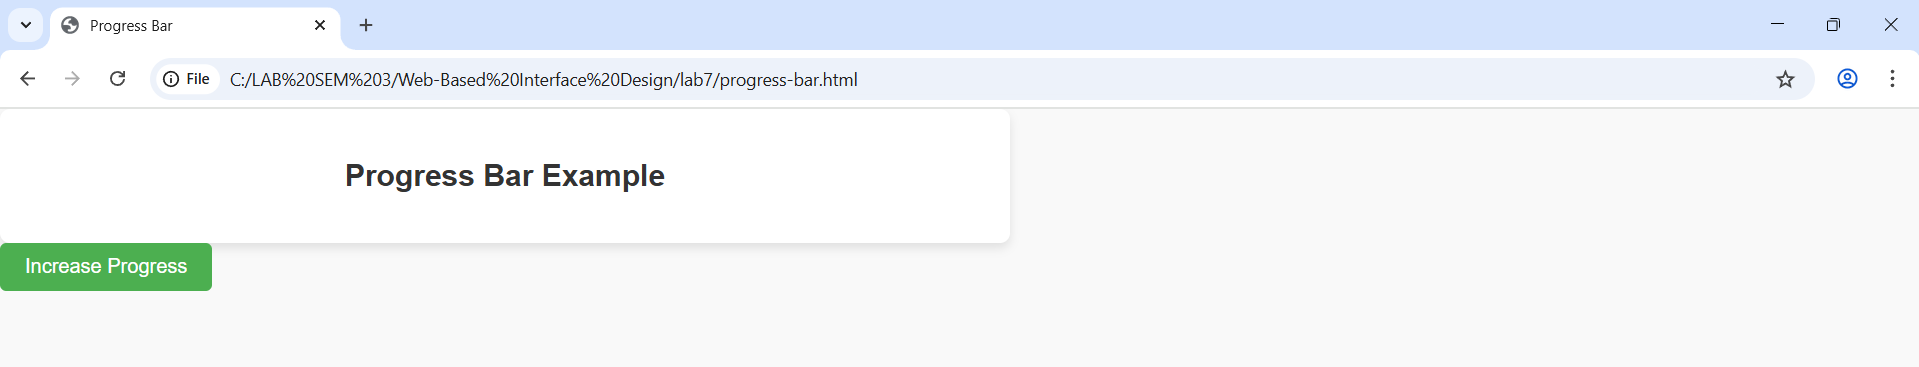 Progress Bar
File C:/LAB%20SEM%203/Web-Based%20Interface%20Design/lab7/progress-bar.html
Progress Bar Example
Increase Progress